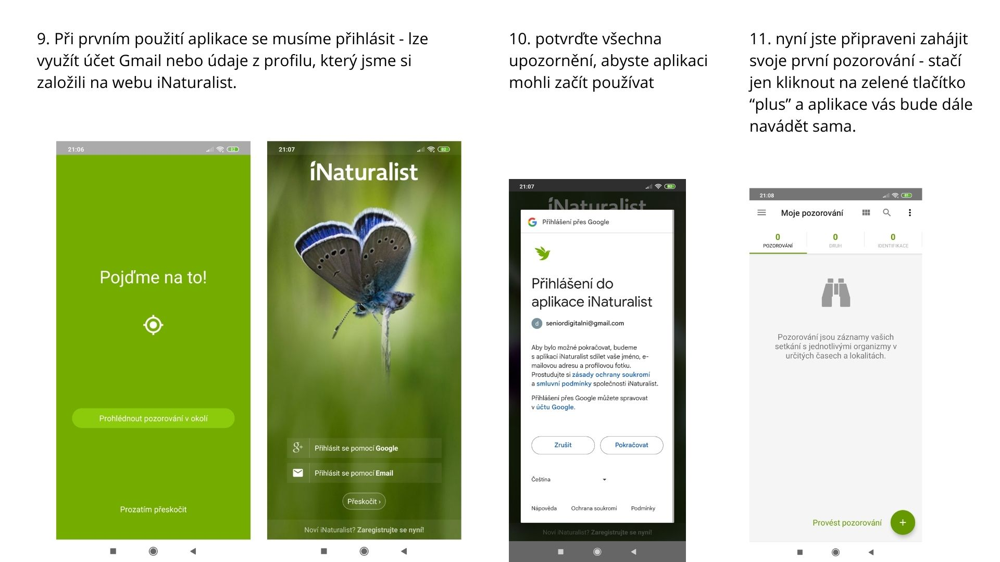 9. Při prvním použití aplikace se musíme přihlásit - lze
využít účet Gmail nebo údaje z profilu, který jsme si
založili na webu iNaturalist.
10. potvrďte všechna
upozornění, abyste aplikaci
mohli začít používat
11. nyní jste připraveni zahájit
svoje první pozorování - stačí
jen kliknout na zelené tlačítko
“plus” a aplikace vás bude dále
navádět sama.
21:06
82
Pojďme na to!
Prohlédnout pozorování v okolí
Prozatím přeskočit
21:07
82
iNaturalist
g+ Přihlásit se pomocí Google
Přihlásit se pomocí Email
Přeskočit ›
Noví iNaturalist? Zaregistrujte se nyní!
21:07
82
iNaturalist
G Přihlášení přes Google
Přihlášení do
aplikace iNaturalist
d seniordigitalni@gmail.com
Aby bylo možné pokračovat, budeme
s aplikací iNaturalist sdílet vaše jméno, e-
mailovou adresu a profilovou fotku.
Prostudujte si zásady ochrany soukromí
a smluvní podmínky společnosti iNaturalist.
Přihlášení přes Google můžete spravovat
v účtu Google.
Zrušit Pokračovat
Čeština
Nápověda Ochrana soukromí Podmínky
Noví iNaturalist? Zaregistrujte se nyní!
21:08
81
Moje pozorování
0 0 0
POZOROVÁNÍ DRUH IDENTIFIKACE
Pozorování jsou záznamy vašich
setkání s jednotlivými organizmy v
určitých časech a lokalitách.
Provést pozorování +